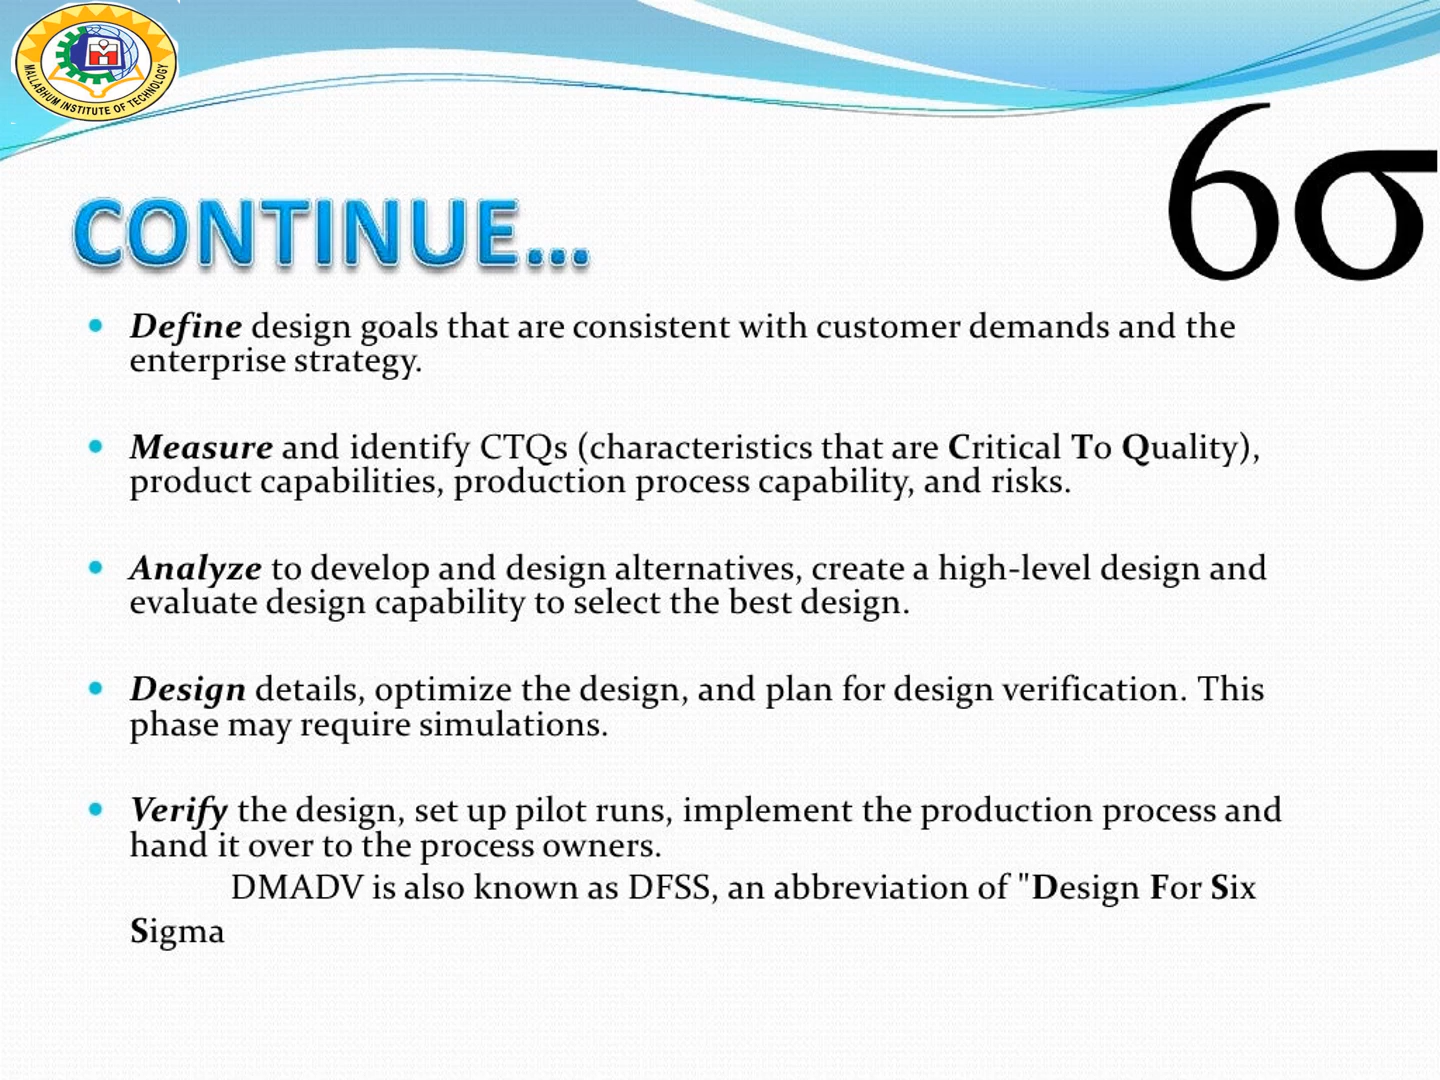 MALLABHUM INSTITUTE OF TECHNOLOGY
6σ
CONTINUE...
• Define design goals that are consistent with customer demands and the
enterprise strategy.
• Measure and identify CTQs (characteristics that are Critical To Quality),
product capabilities, production process capability, and risks.
• Analyze to develop and design alternatives, create a high-level design and
evaluate design capability to select the best design.
• Design details, optimize the design, and plan for design verification. This
phase may require simulations.
• Verify the design, set up pilot runs, implement the production process and
hand it over to the process owners.
DMADV is also known as DFSS, an abbreviation of "Design For Six
Sigma